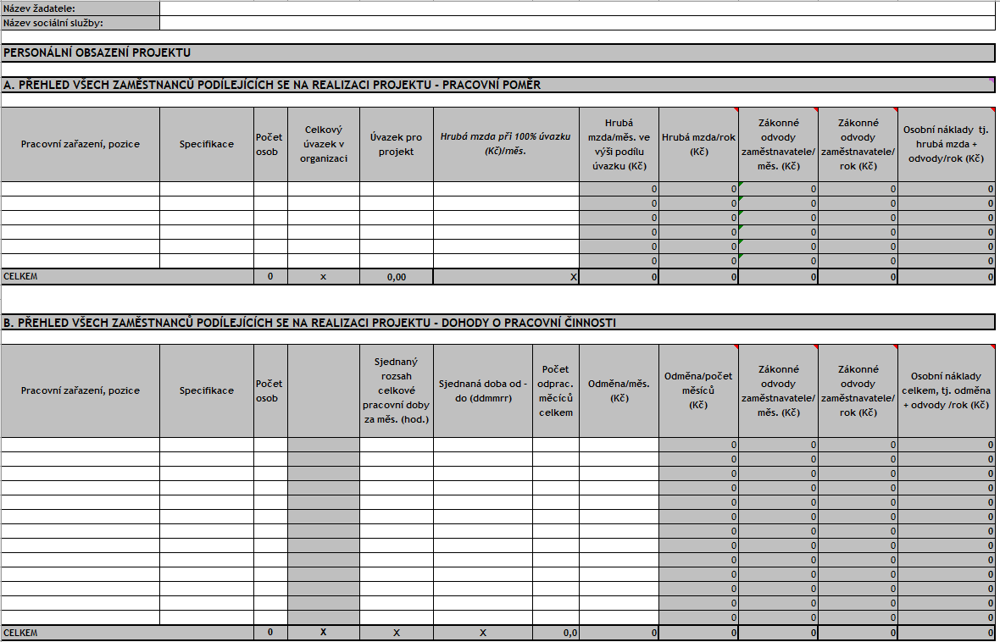 Název žadatele:
Název sociální služby:
PERSONÁLNÍ OBSAZENÍ PROJEKTU
A. PŘEHLED VŠECH ZAMĚSTNANCŮ PODÍLEJÍCÍCH SE NA REALIZACI PROJEKTU - PRACOVNÍ POMĚR
Pracovní zařazení, pozice
Specifikace
Počet
osob
Celkový
úvazek v
organizaci
Úvazek pro
projekt
Hrubá mzda při 100% úvazku
(Kč)/měs.
Hrubá
mzda/měs. ve
výši podílu
úvazku (Kč)
Hrubá mzda/rok
(Kč)
Zákonné
odvody
zaměstnavatele/
měs. (Kč)
Zákonné
odvody
zaměstnavatele/
rok (Kč)
Osobní náklady tj.
hrubá mzda +
odvody/rok (Kč)
0 0 0 0 0
0 0 0 0 0
0 0 0 0 0
0 0 0 0 0
0 0 0 0 0
0 0 0 0 0
CELKEM 0 x 0,00 X 0 0 0 0 0
B. PŘEHLED VŠECH ZAMĚSTNANCŮ PODÍLEJÍCÍCH SE NA REALIZACI PROJEKTU - DOHODY O PRACOVNÍ ČINNOSTI
Pracovní zařazení, pozice
Specifikace
Počet
osob
Sjednaný
rozsah
celkové
pracovní doby
za měs. (hod.)
Sjednaná doba od -
do (ddmmrr)
Počet
odprac.
měcíců
celkem
Odměna/měs.
(Kč)
Odměna/počet
měsíců
(Kč)
Zákonné
odvody
zaměstnavatele/
měs. (Kč)
Zákonné
odvody
zaměstnavatele/
rok (Kč)
Osobní náklady
celkem, tj. odměna
+ odvody /rok (Kč)
0 0 0 0
0 0 0 0
0 0 0 0
0 0 0 0
0 0 0 0
0 0 0 0
0 0 0 0
0 0 0 0
0 0 0 0
0 0 0 0
0 0 0 0
0 0 0 0
0 0 0 0
CELKEM 0 X X X 0,0 0 0 0 0 0